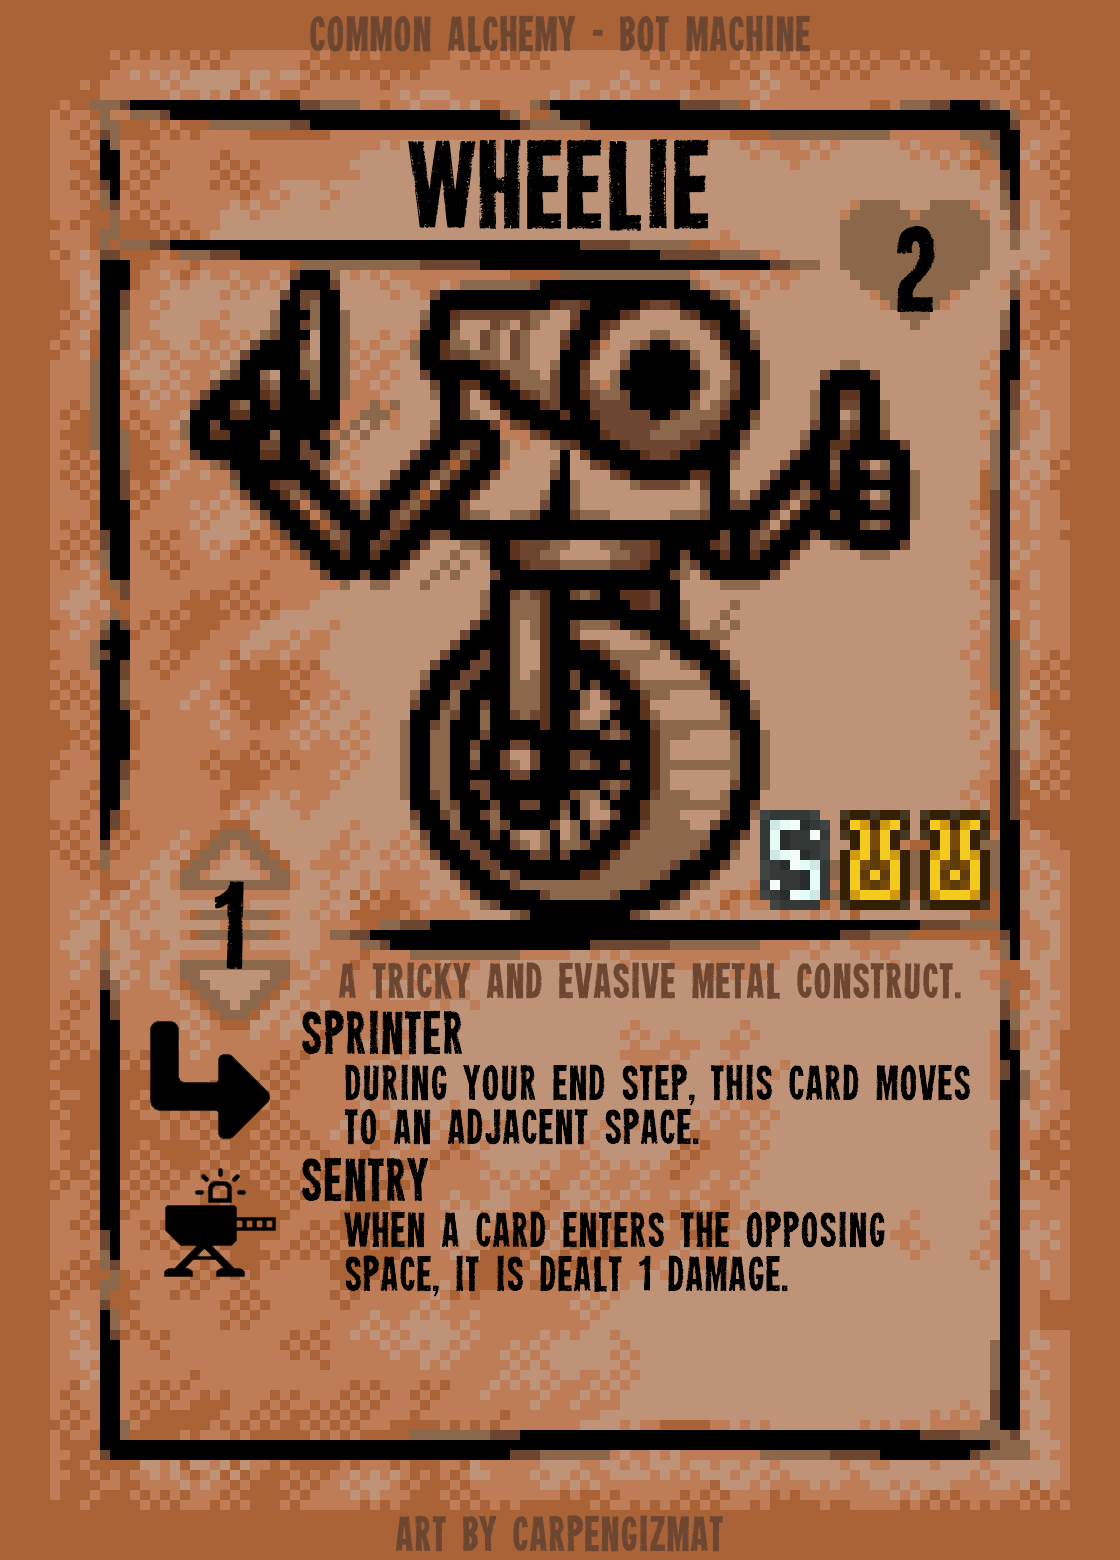 COMMON ALCHEMY - BOT MACHINE
WHEELIE
2
S
1
A TRICKY AND EVASIVE METAL CONSTRUCT.
SPRINTER
DURING YOUR END STEP, THIS CARD MOVES
TO AN ADJACENT SPACE.
SENTRY
WHEN A CARD ENTERS THE OPPOSING
SPACE, IT IS DEALT 1 DAMAGE.
ART BY CARPENGIZMAT